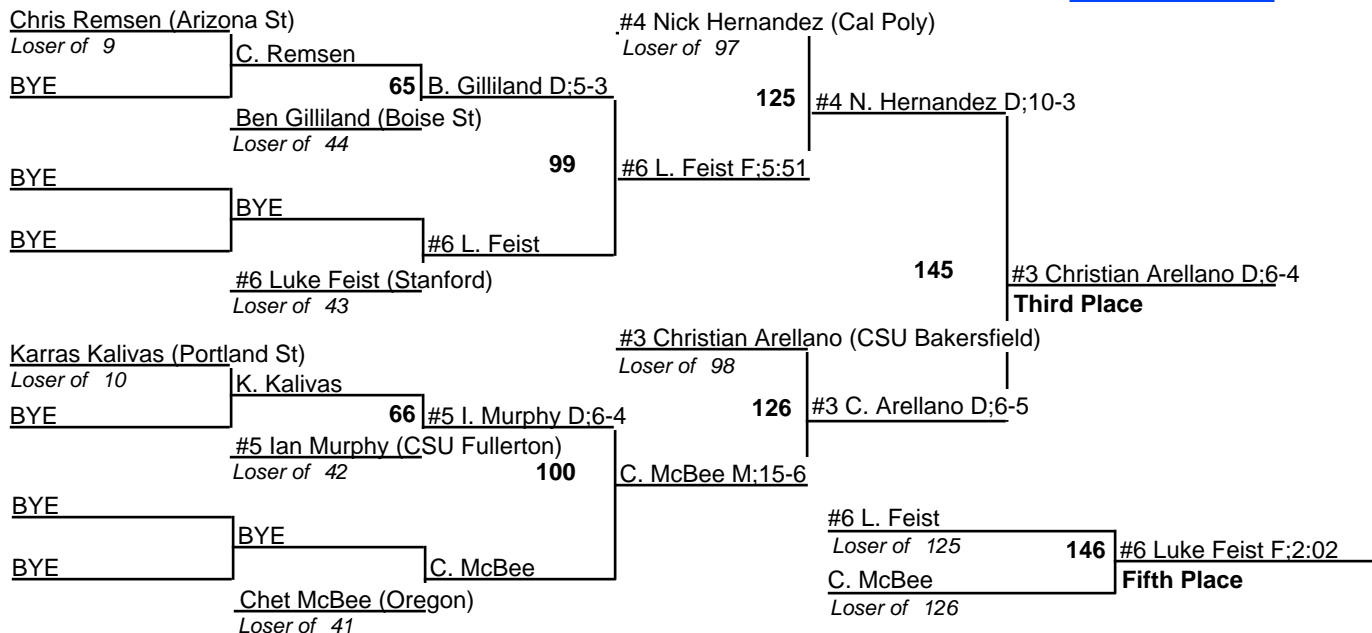 Chris Remsen (Arizona St)
Loser of 9
C. Remsen
BYE
65
B. Gilliland D;5-3
Ben Gilliland (Boise St)
Loser of 44
99
BYE
BYE
BYE
#6 L. Feist
#6 Luke Feist (Stanford)
Loser of 43
#6 L. Feist F;5:51
#4 Nick Hernandez (Cal Poly)
Loser of 97
125
#4 N. Hernandez D;10-3
145
#3 Christian Arellano D;6-4
Third Place
Karras Kalivas (Portland St)
Loser of 10
K. Kalivas
BYE
66
#5 I. Murphy D;6-4
#5 Ian Murphy (CSU Fullerton)
Loser of 42
100
BYE
BYE
BYE
C. McBee
Chet McBee (Oregon)
Loser of 41
C. McBee M;15-6
#3 Christian Arellano (CSU Bakersfield)
Loser of 98
126
#3 C. Arellano D;6-5
#6 L. Feist
Loser of 125
146
#6 Luke Feist F;2:02
C. McBee
Fifth Place
Loser of 126